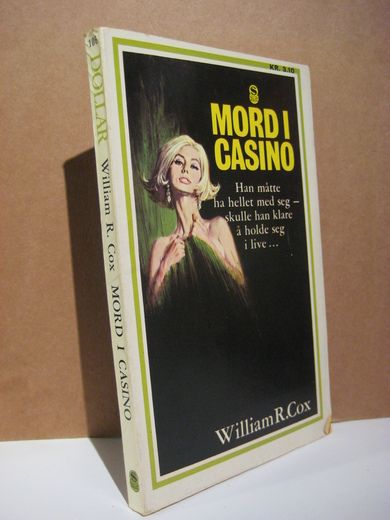 KR. 3.10
MORD I
CASINO
Han måtte
ha hellet med seg –
skulle han klare
å holde seg
i live ...
William R. Cox
DOLLAR
William R. Cox MORD I CASINO